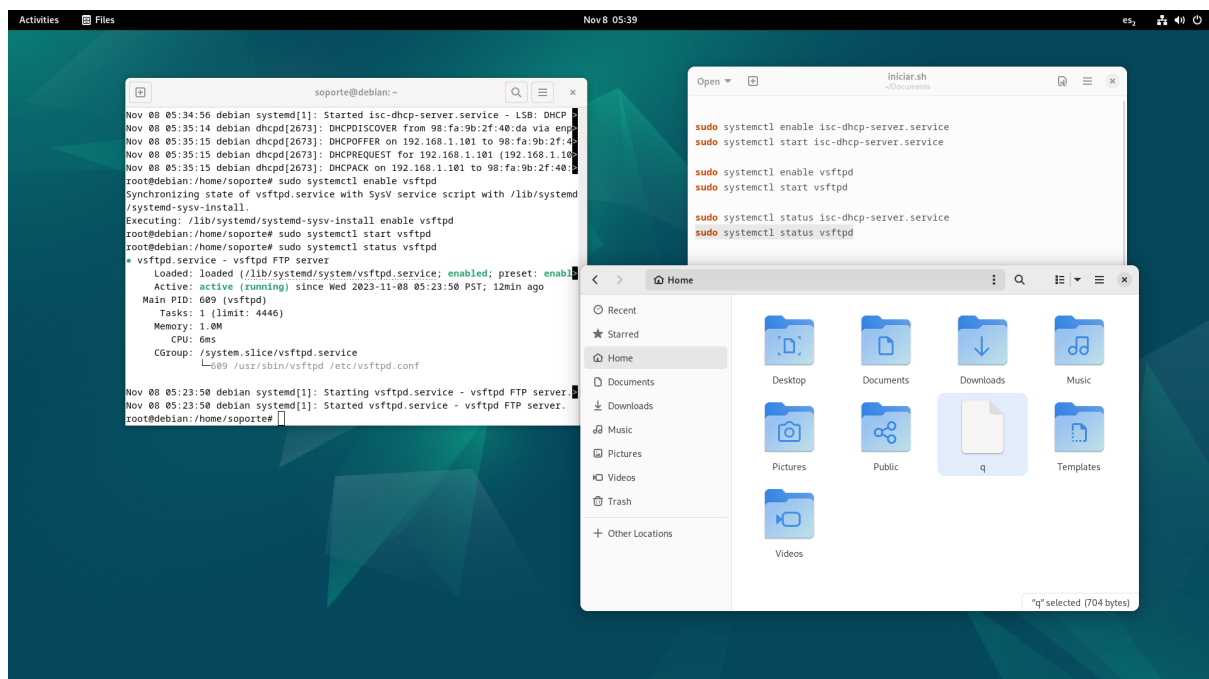 Activities
Files
Nov 8 05:39
es₂
soporte@debian: ~
Nov 08 05:34:56 debian systemd[1]: Started isc-dhcp-server.service - LSB: DHCP >
Nov 08 05:35:14 debian dhcpd[2673]: DHCPDISCOVER from 98:fa:9b:2f:40:da via enp>
Nov 08 05:35:15 debian dhcpd[2673]: DHCPOFFER on 192.168.1.101 to 98:fa:9b:2f:4>
Nov 08 05:35:15 debian dhcpd[2673]: DHCPREQUEST for 192.168.1.101 (192.168.1.10>
Nov 08 05:35:15 debian dhcpd[2673]: DHCPACK on 192.168.1.101 to 98:fa:9b:2f:40:>
root@debian:/home/soporte# sudo systemctl enable vsftpd
Synchronizing state of vsftpd.service with SysV service script with /lib/systemd
/systemd-sysv-install.
Executing: /lib/systemd/systemd-sysv-install enable vsftpd
root@debian:/home/soporte# sudo systemctl start vsftpd
root@debian:/home/soporte# sudo systemctl status vsftpd
● vsftpd.service - vsftpd FTP server
Loaded: loaded (/lib/systemd/system/vsftpd.service; enabled; preset: enabl>
Active: active (running) since Wed 2023-11-08 05:23:50 PST; 12min ago
Main PID: 609 (vsftpd)
Tasks: 1 (limit: 4446)
Memory: 1.0M
CPU: 6ms
CGroup: /system.slice/vsftpd.service
└─609 /usr/sbin/vsftpd /etc/vsftpd.conf
Nov 08 05:23:50 debian systemd[1]: Starting vsftpd.service - vsftpd FTP server.>
Nov 08 05:23:50 debian systemd[1]: Started vsftpd.service - vsftpd FTP server.
root@debian:/home/soporte#
Open
iniciar.sh
~/Documents
sudo systemctl enable isc-dhcp-server.service
sudo systemctl start isc-dhcp-server.service
sudo systemctl enable vsftpd
sudo systemctl start vsftpd
sudo systemctl status isc-dhcp-server.service
sudo systemctl status vsftpd
Home
Recent
Starred
Home
Documents
Downloads
Music
Pictures
Videos
Trash
Other Locations
Desktop
Documents
Downloads
Music
Pictures
Public
q
Templates
Videos
"q" selected (704 bytes)